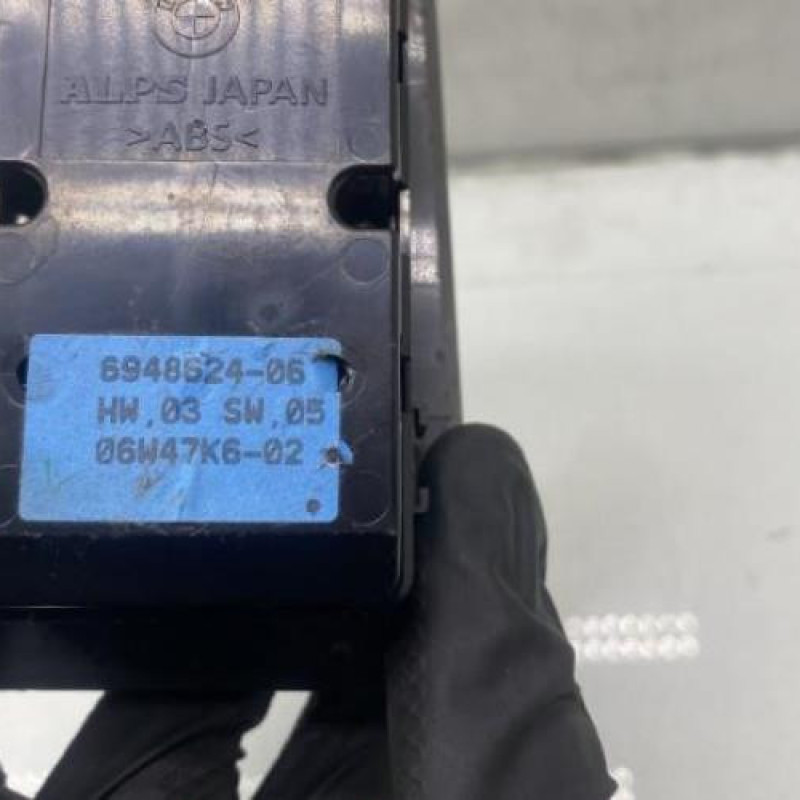 ALPS JAPAN
>ABS<
6948624-06
HW,03 SW,05
06W47K6-02